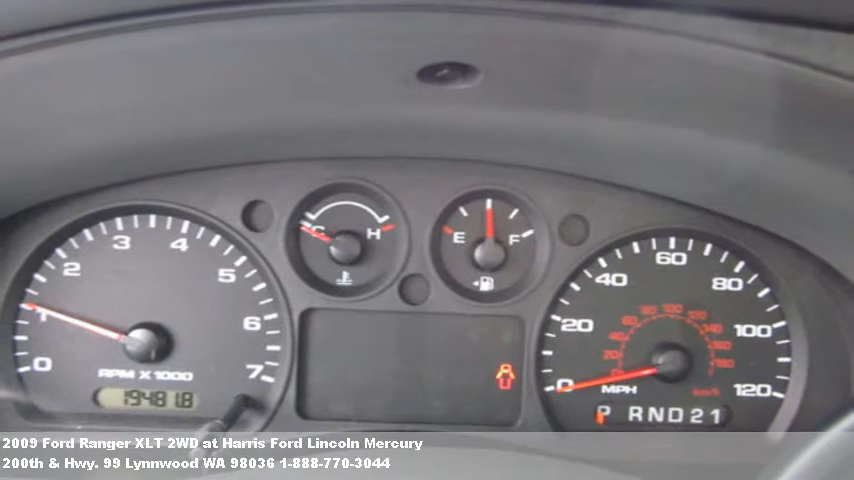 3 4
2 5
1 6
0 7
RPM X 1000
194818
C H
E F
60
40 80
20 100
0 120
MPH
P RND21
2009 Ford Ranger XLT 2WD at Harris Ford Lincoln Mercury
200th & Hwy. 99 Lynnwood WA 98036 1-888-770-3044